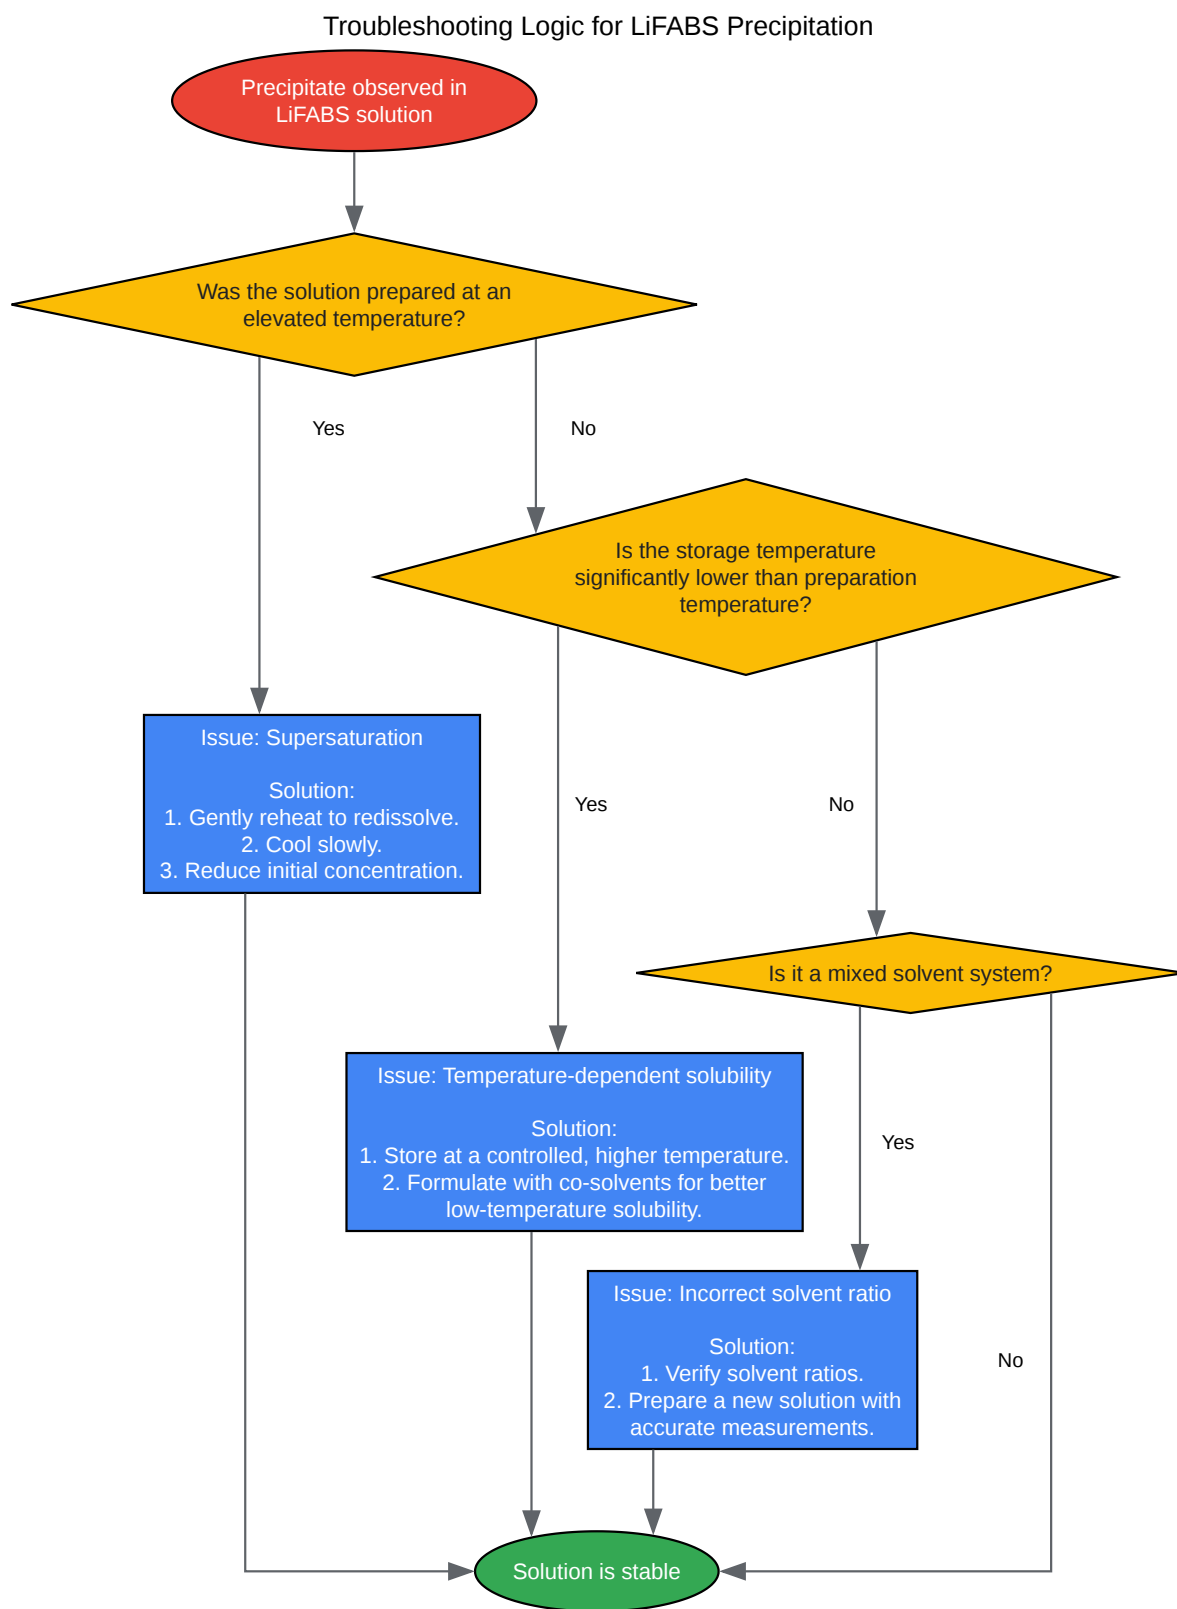 Troubleshooting Logic for LiFABS Precipitation
Precipitate observed in
LiFABS solution
Was the solution prepared at an
elevated temperature?
Yes
No
Is the storage temperature
significantly lower than preparation
temperature?
Issue: Supersaturation
Solution:
1. Gently reheat to redissolve.
2. Cool slowly.
3. Reduce initial concentration.
Yes
No
Is it a mixed solvent system?
Issue: Temperature-dependent solubility
Solution:
1. Store at a controlled, higher temperature.
2. Formulate with co-solvents for better
low-temperature solubility.
Yes
Issue: Incorrect solvent ratio
Solution:
1. Verify solvent ratios.
2. Prepare a new solution with
accurate measurements.
No
Solution is stable